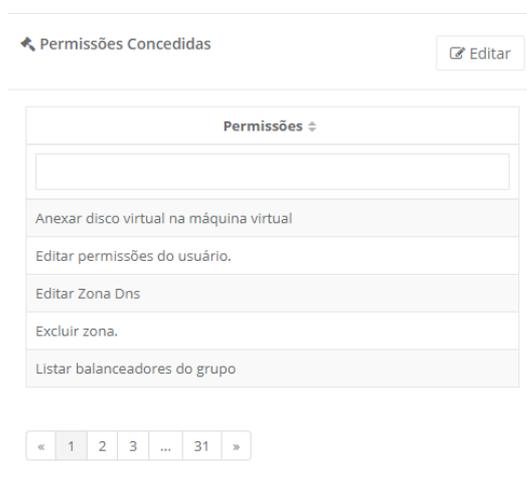 Permissões Concedidas
Editar
Permissões
Anexar disco virtual na máquina virtual
Editar permissões do usuário.
Editar Zona Dns
Excluir zona.
Listar balanceadores do grupo
« 1 2 3 ... 31 »